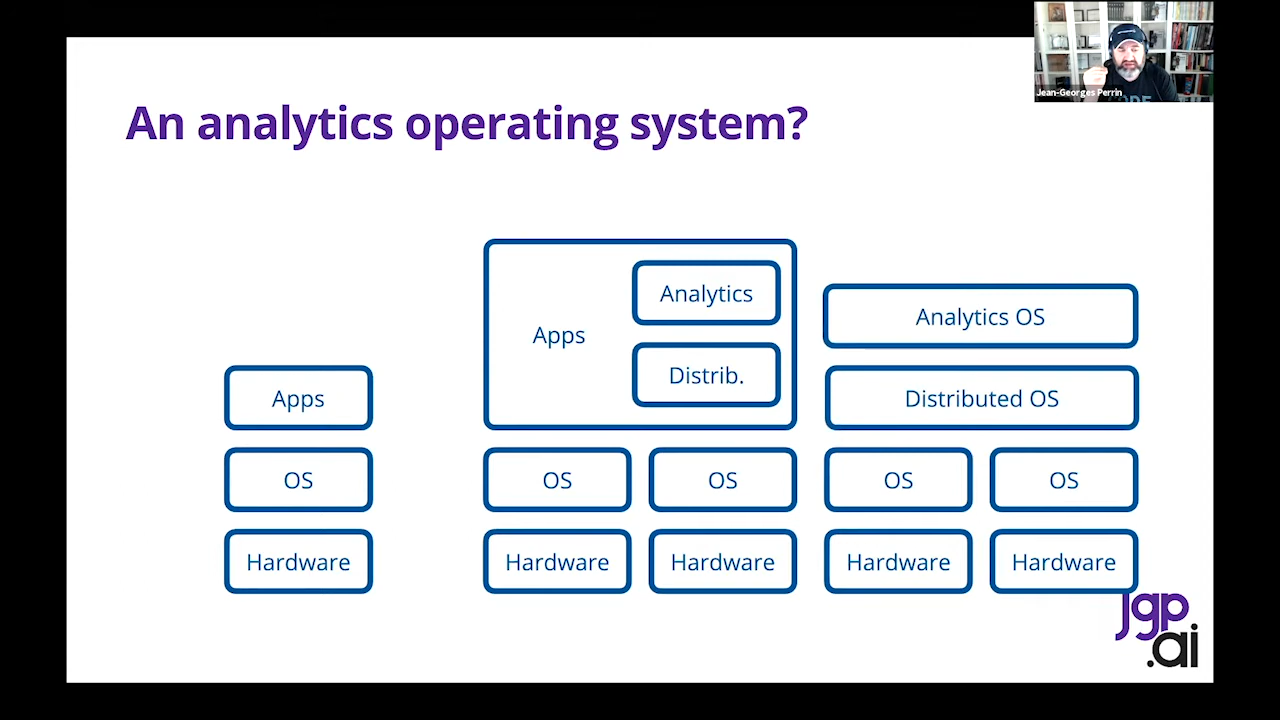 Jean-Georges Perrin
An analytics operating system?
Apps
OS
Hardware
Apps
Analytics
Distrib.
OS
OS
Hardware
Hardware
Analytics OS
Distributed OS
OS
OS
Hardware
Hardware
jgp
.ai